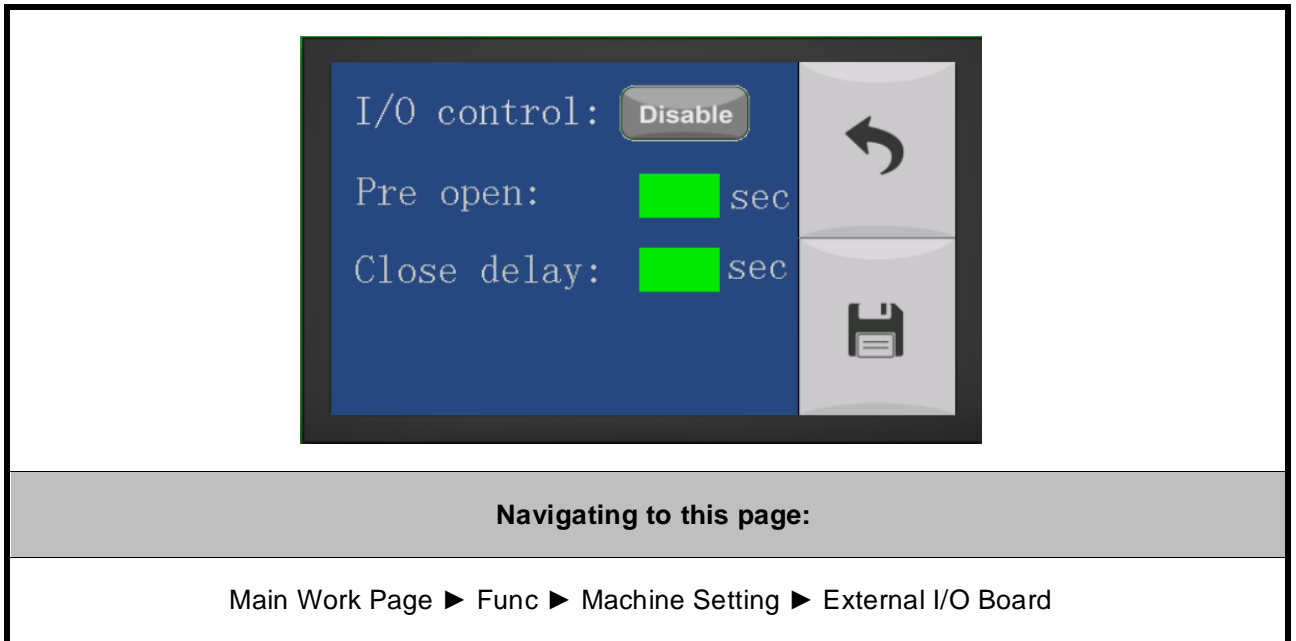 I/O control: Disable
Pre open: sec
Close delay: sec
Navigating to this page:
Main Work Page ► Func ► Machine Setting ► External I/O Board